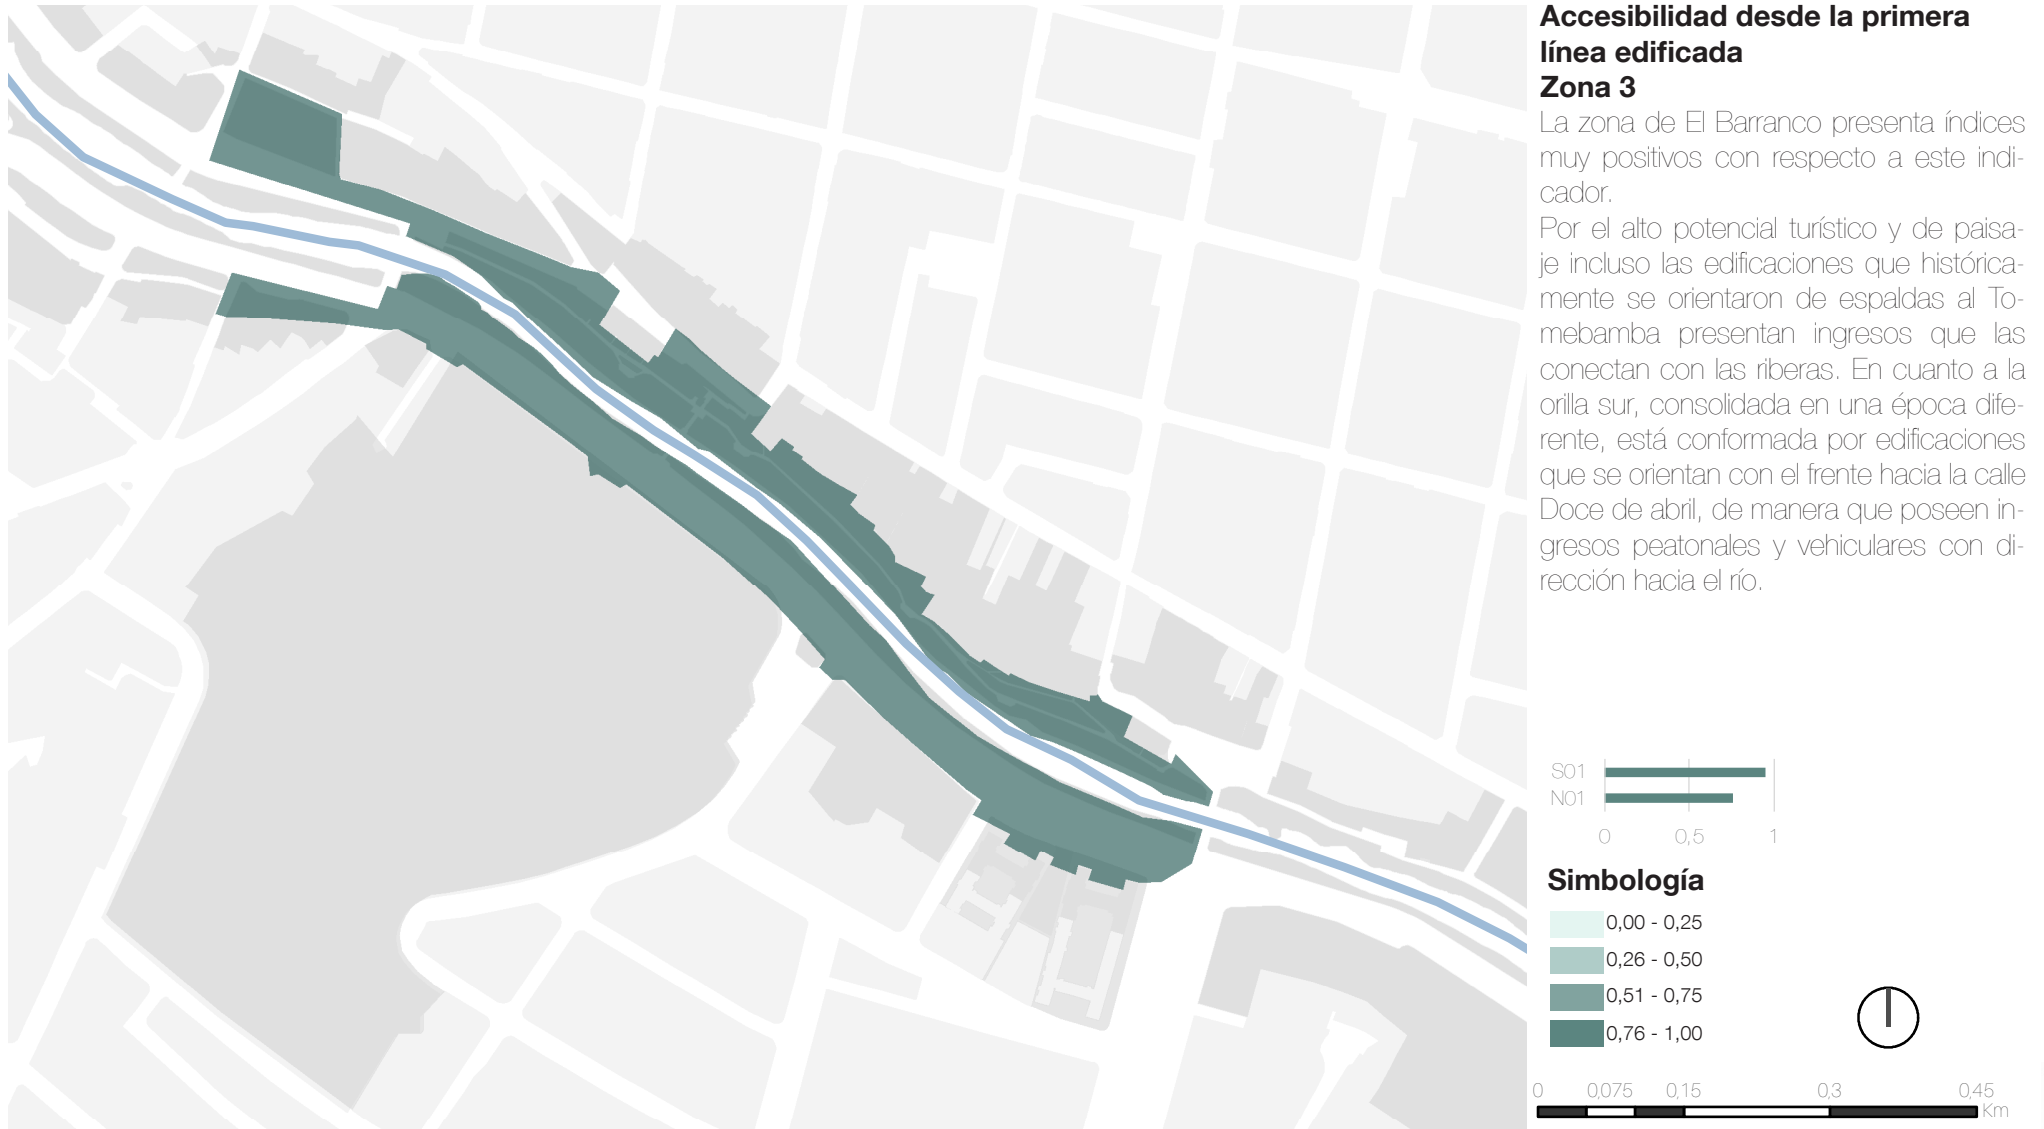 Accesibilidad desde la primera
línea edificada
Zona 3
La zona de El Barranco presenta índices
muy positivos con respecto a este indi-
cador.
Por el alto potencial turístico y de paisa-
je incluso las edificaciones que histórica-
mente se orientaron de espaldas al To-
mebamba presentan ingresos que las
conectan con las riberas. En cuanto a la
orilla sur, consolidada en una época dife-
rente, está conformada por edificaciones
que se orientan con el frente hacia la calle
Doce de abril, de manera que poseen in-
gresos peatonales y vehiculares con di-
rección hacia el río.
S01
N01
0 0,5 1
Simbología
0,00 - 0,25
0,26 - 0,50
0,51 - 0,75
0,76 - 1,00
0 0,075 0,15 0,3 0,45
Km